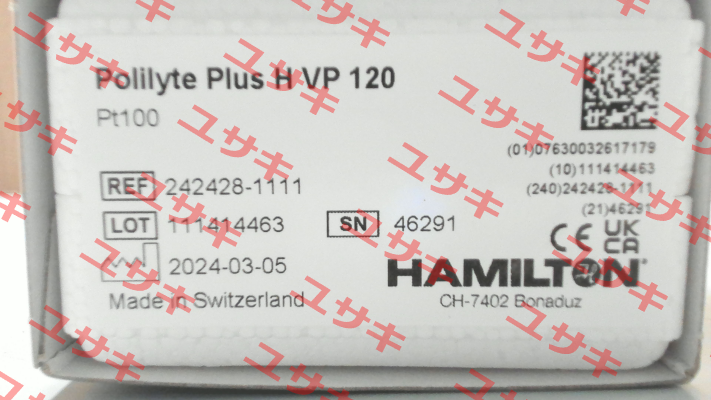 Polilyte Plus H VP 120
Pt100
(01)07630032617179
(10)111414463
(240)242428-1111
(21)46291
REF 242428-1111
LOT 111414463 SN 46291
2024-03-05
Made in Switzerland
CE UK CA
HAMILTON
CH-7402 Bonaduz
ユサキ